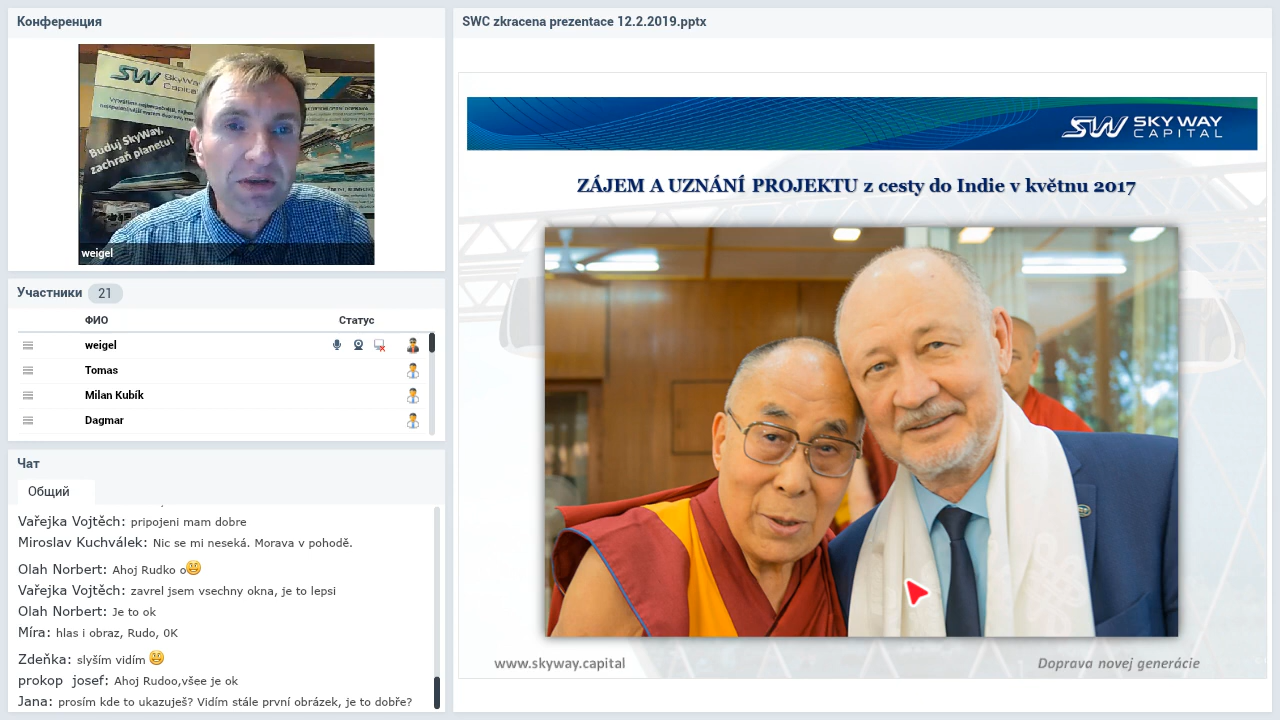 Конференция
SkyWay
Capital
Buduj SkyWay,
zachraň planetu!
weigel
Участники 21
ФИО Статус
weigel
Tomas
Milan Kubík
Dagmar
Чат
Общий
Vařejka Vojtěch: pripojeni mam dobre
Miroslav Kuchválek: Nic se mi neseká. Morava v pohodě.
Olah Norbert: Ahoj Rudko o
Vařejka Vojtěch: zavrel jsem vsechny okna, je to lepsi
Olah Norbert: Je to ok
Míra: hlas i obraz, Rudo, 0K
Zdeňka: slyším vidím
prokop josef: Ahoj Rudoo,všee je ok
Jana: prosím kde to ukazuješ? Vidím stále první obrázek, je to dobře?
SWC zkracena prezentace 12.2.2019.pptx
SW SKY WAY
CAPITAL
ZÁJEM A UZNÁNÍ PROJEKTU z cesty do Indie v květnu 2017
www.skyway.capital
Doprava novej generácie